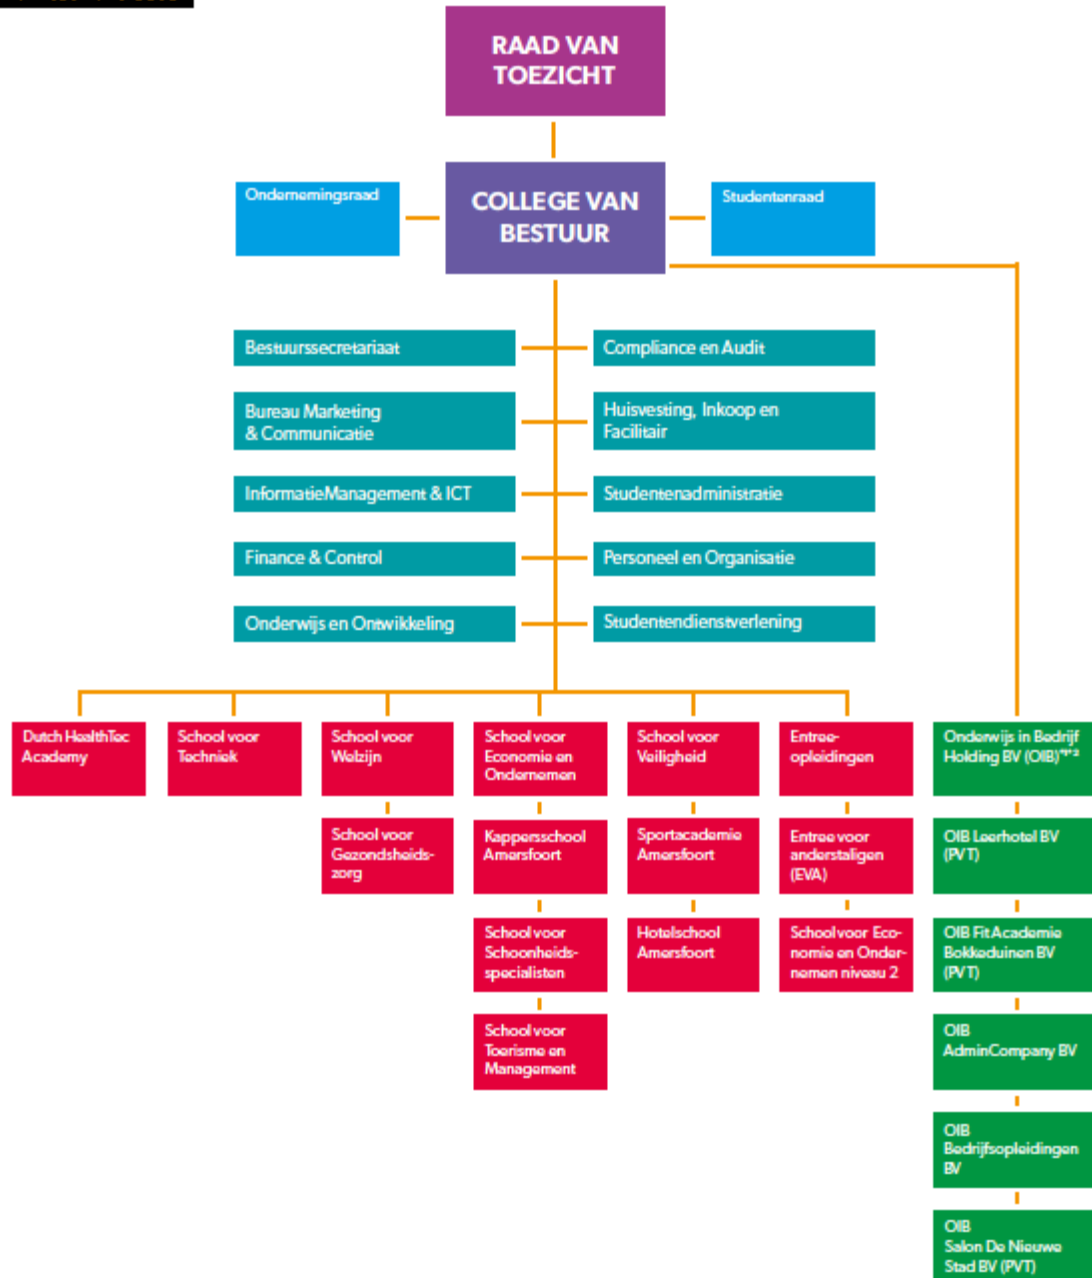 RAAD VAN
TOEZICHT
Ondernemingsraad
COLLEGE VAN
BESTUUR
Studentenraad
Bestuurssecretariaat
Compliance en Audit
Bureau Marketing
& Communicatie
Huisvesting, Inkoop en
Facilitair
InformatieManagement & ICT
Studentenadministratie
Finance & Control
Personeel en Organisatie
Onderwijs en Ontwikkeling
Studentendienstverlening
Dutch HealthTec
Academy
School voor
Techniek
School voor
Welzijn
School voor
Economie en
Ondernemen
School voor
Veiligheid
Entree-
opleidingen
Onderwijs in Bedrijf
Holding BV (OIB)
School voor
Gezondsheids-
zorg
Kappersschool
Amersfoort
Sportacademie
Amersfoort
Entree voor
anderstaligen
(EVA)
OIB Leerhotel BV
(PVT)
School voor
Schoonheids-
specialisten
Hotelschool
Amersfoort
School voor Eco-
nomie en Onder-
nemen niveau 2
OIB Fit Academie
Bokkeduinen BV
(PVT)
School voor
Toerisme en
Management
OIB
AdminCompany BV
OIB
Bedrijfsopleidingen
BV
OIB
Salon De Nieuwe
Stad BV (PVT)